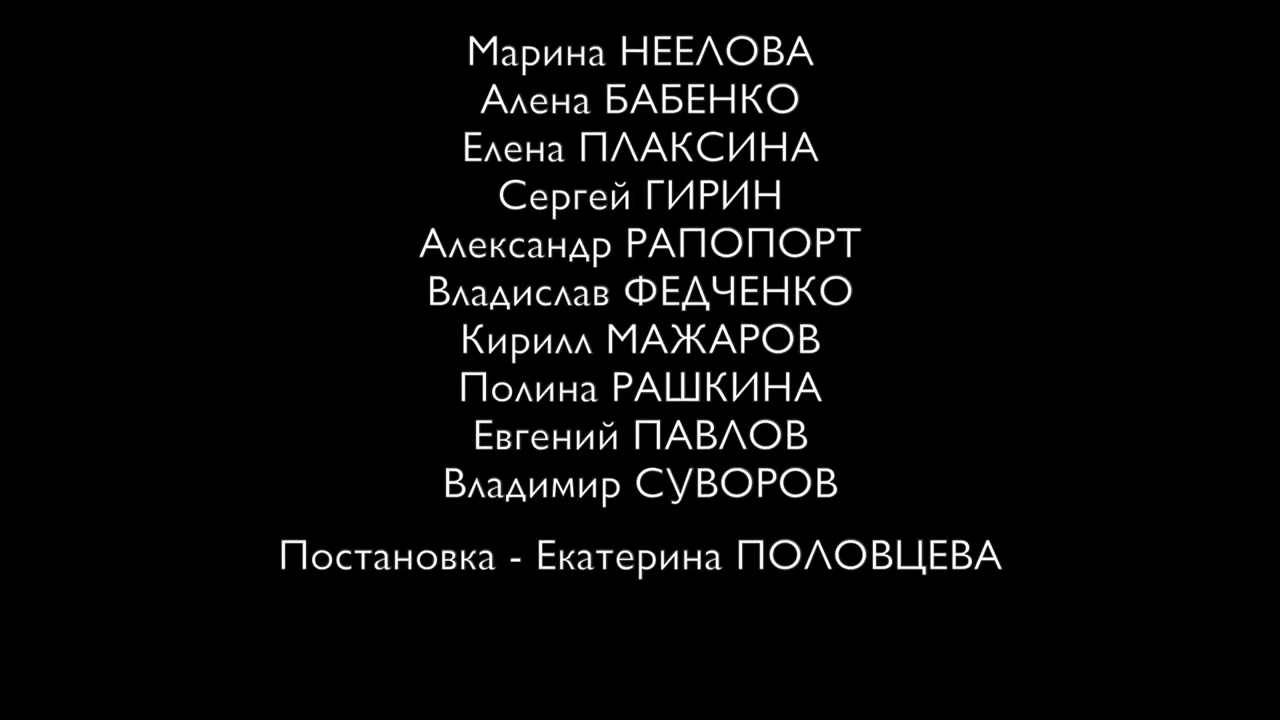 Марина НЕЕЛОВА
Алена БАБЕНКО
Елена ПЛАКСИНА
Сергей ГИРИН
Александр РАПОПОРТ
Владислав ФЕДЧЕНКО
Кирилл МАЖАРОВ
Полина РАШКИНА
Евгений ПАВЛОВ
Владимир СУВОРОВ
Постановка - Екатерина ПОЛОВЦЕВА